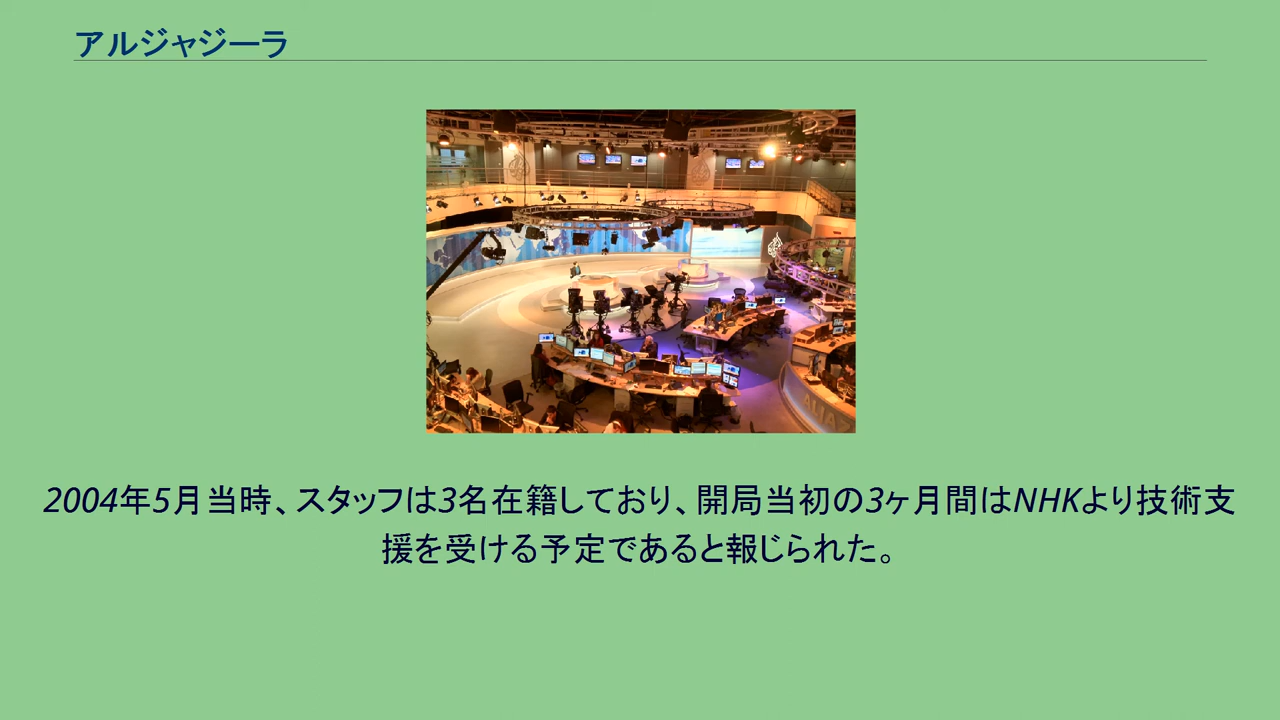 アルジャジーラ
2004年5月当時、スタッフは3名在籍しており、開局当初の3ヶ月間はNHKより技術支
援を受ける予定であると報じられた。